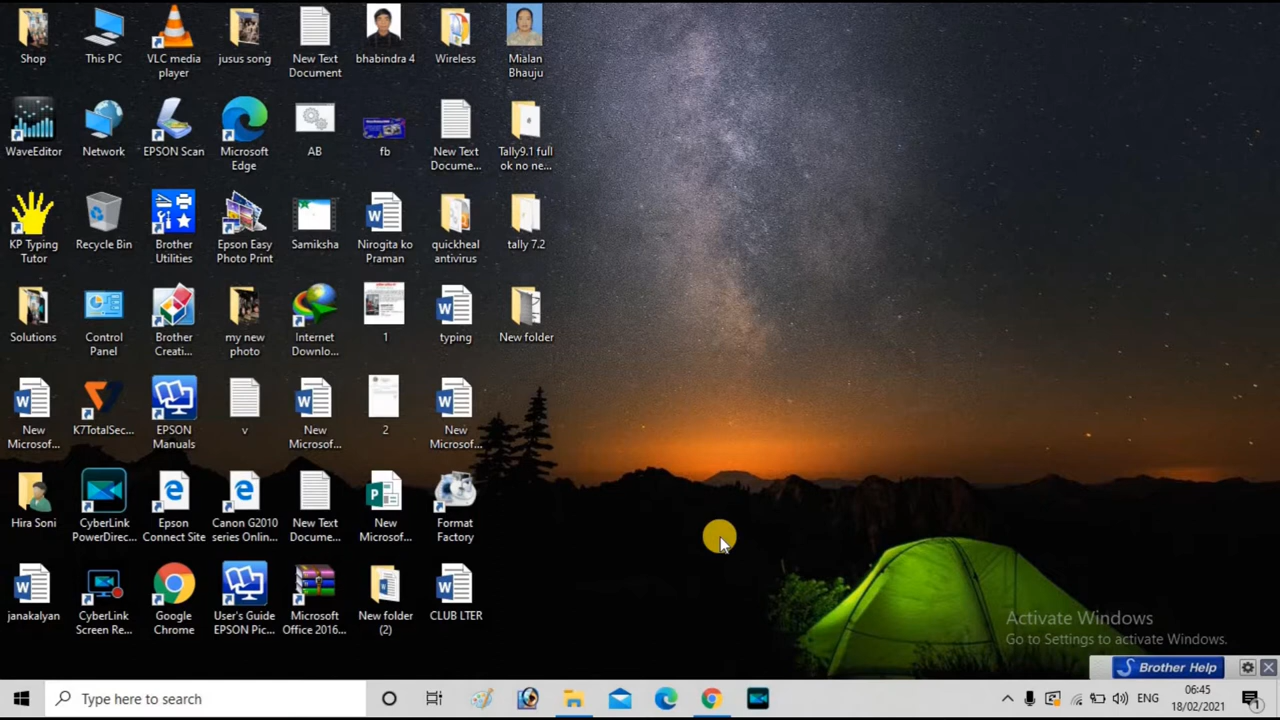 Shop
This PC
VLC media
player
jusus song
New Text
Document
bhabindra 4
Wireless
Mialan
Bhauju
WaveEditor
Network
EPSON Scan
Microsoft
Edge
AB
fb
New Text
Docume...
Tally9.1 full
ok no ne...
KP Typing
Tutor
Recycle Bin
Brother
Utilities
Epson Easy
Photo Print
Samiksha
Nirogita ko
Praman
quickheal
antivirus
tally 7.2
Solutions
Control
Panel
Brother
Creati...
my new
photo
Internet
Downlo...
1
typing
New folder
New
Microsof...
K7TotalSec...
EPSON
Manuals
v
New
Microsof...
2
New
Microsof...
Hira Soni
CyberLink
PowerDirec...
Epson
Connect Site
Canon G2010
series Onlin...
New Text
Docume...
New
Microsof...
Format
Factory
janakalyan
CyberLink
Screen Re...
Google
Chrome
User's Guide
EPSON Pic...
Microsoft
Office 2016...
New folder
(2)
CLUB LTER
Activate Windows
Go to Settings to activate Windows.
Brother Help
Type here to search
ENG
06:45
18/02/2021
1